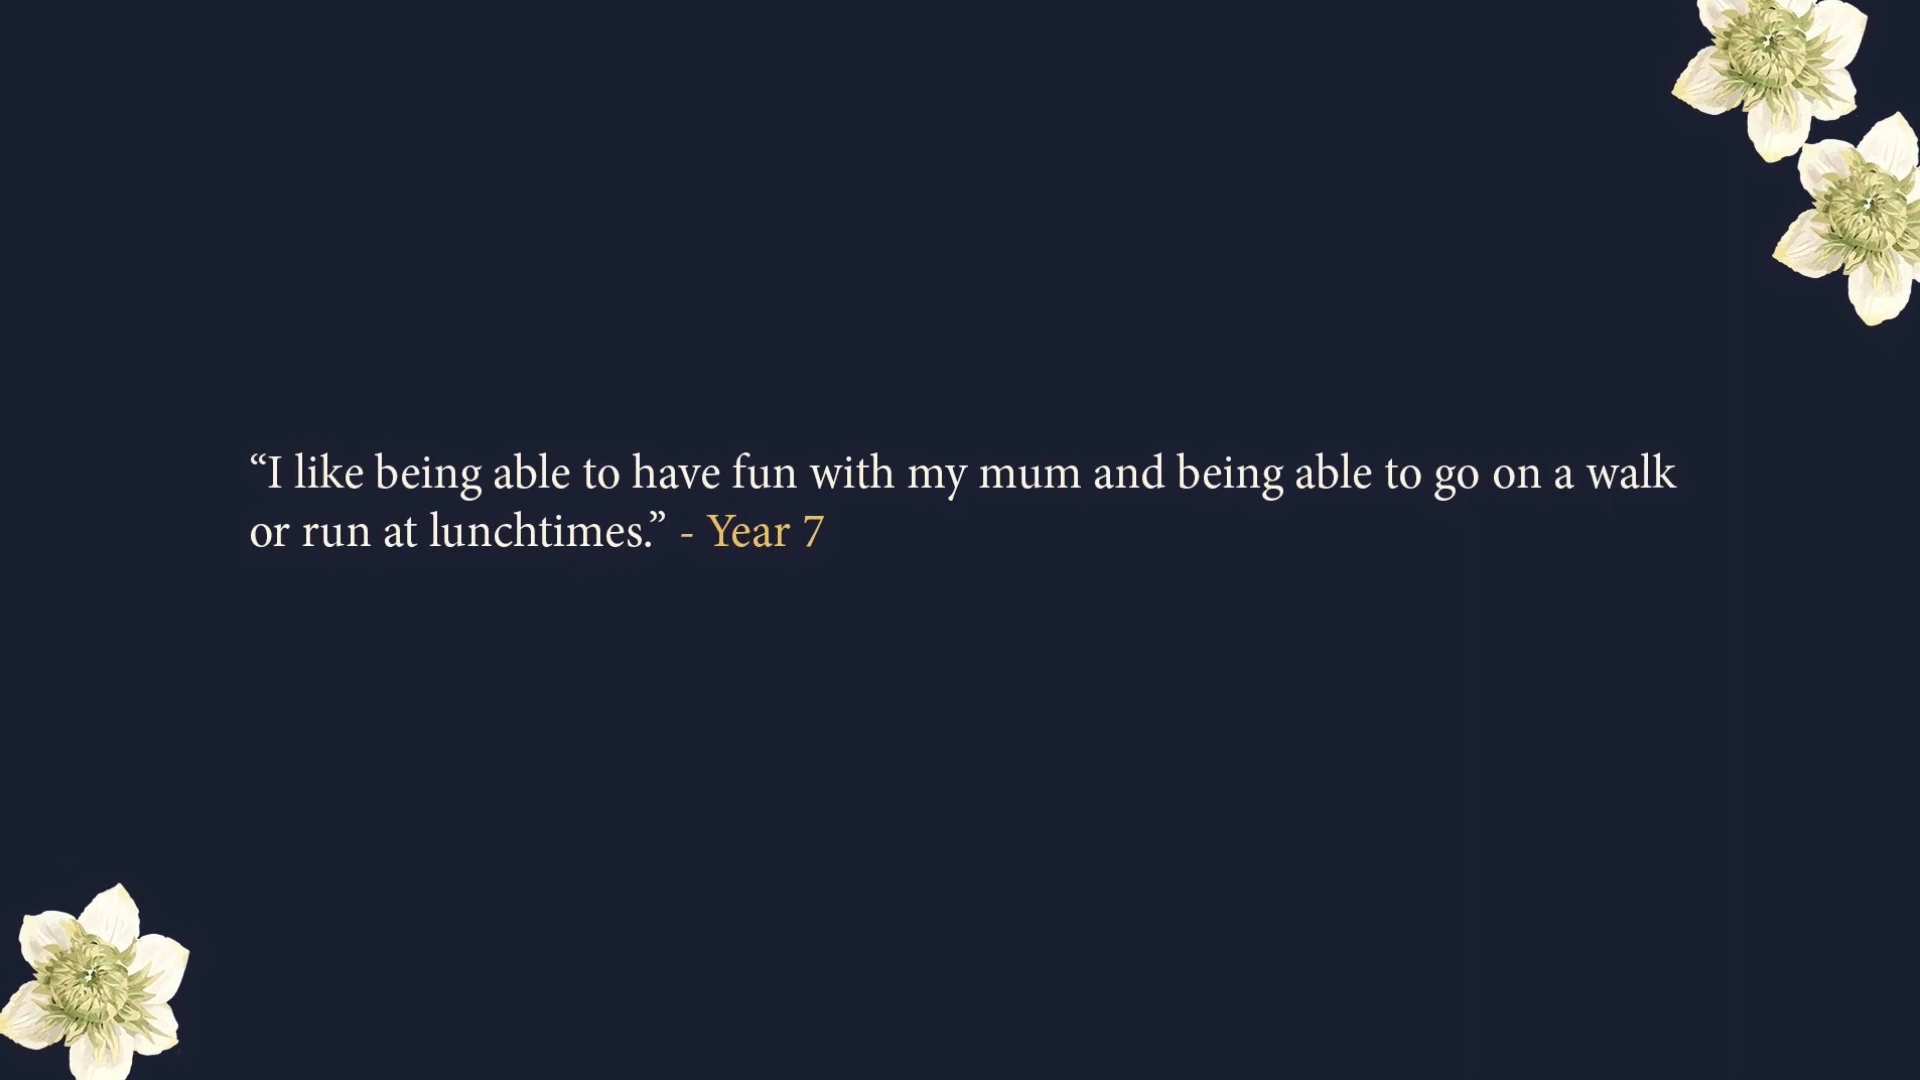 “I like being able to have fun with my mum and being able to go on a walk
or run at lunchtimes.” - Year 7